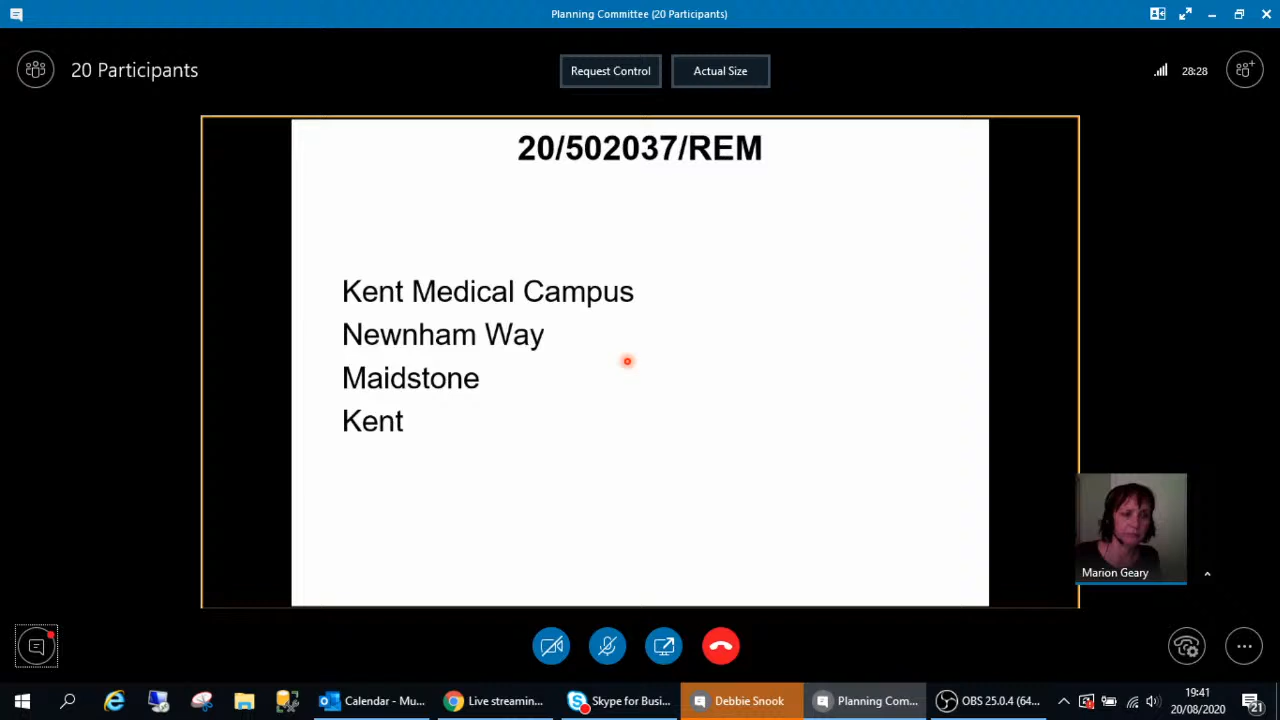 Planning Committee (20 Participants)
20 Participants
Request Control
Actual Size
28:28
20/502037/REM
Kent Medical Campus
Newnham Way
Maidstone
Kent
Marion Geary
Calendar - Mu...
Live streamin...
Skype for Busi...
Debbie Snook
Planning Com...
OBS 25.0.4 (64...
19:41
20/08/2020
21